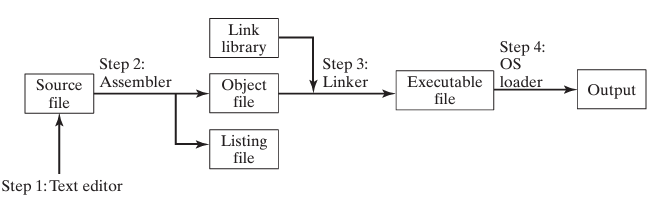 Link
library
Step 2:
Assembler
Step 3:
Linker
Step 4:
OS
loader
Source
file
Object
file
Executable
file
Output
Listing
file
Step 1: Text editor